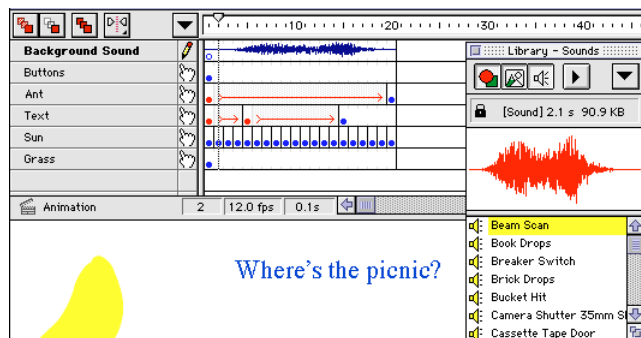 10 20 30 40
Background Sound
Library - Sounds
Buttons
Ant
Text
[Sound] 2.1 s 90.9 KB
Sun
Grass
Animation 2 12.0 fps 0.1s
Beam Scan
Book Drops
Where's the picnic?
Breaker Switch
Brick Drops
Bucket Hit
Camera Shutter 35mm
Cassette Tape Door